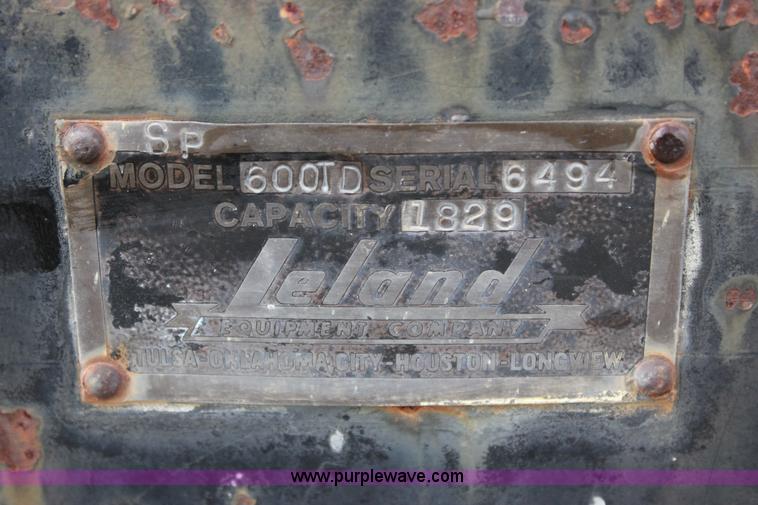 SP
MODEL 600TD SERIAL 6494
CAPACITY 1829
Leland
EQUIPMENT COMPANY
TULSA-OKLAHOMA CITY-HOUSTON-LONGVIEW
www.purplewave.com